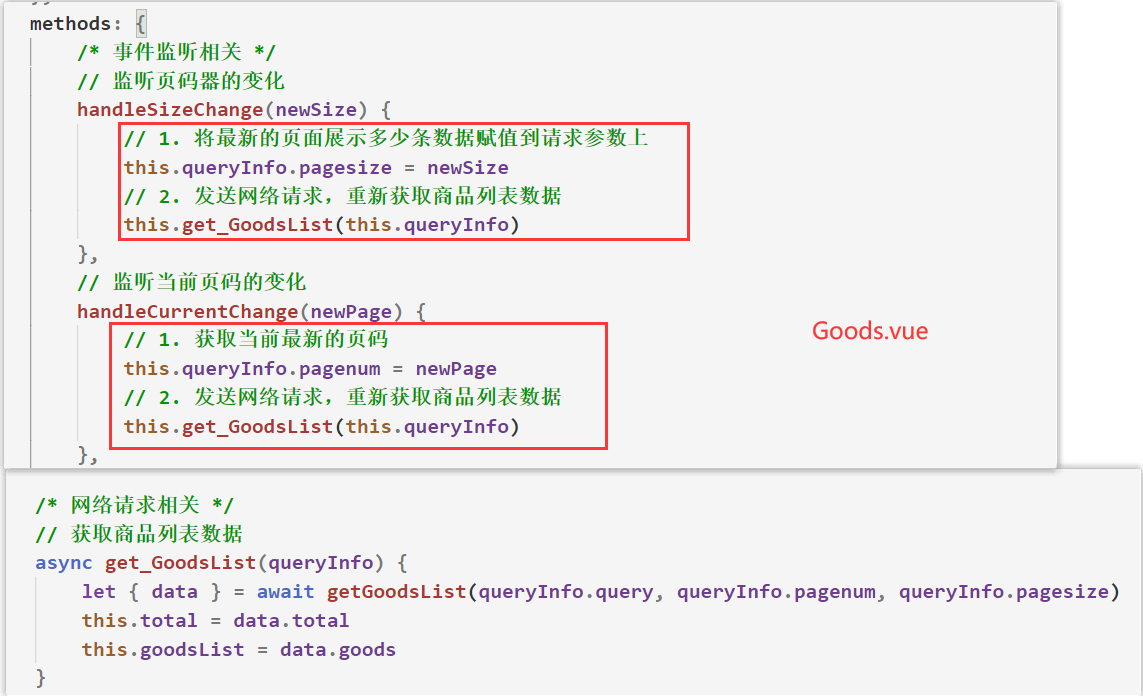 methods: {
/* 事件监听相关 */
// 监听页码器的变化
handleSizeChange(newSize) {
// 1. 将最新的页面展示多少条数据赋值到请求参数上
this.queryInfo.pagesize = newSize
// 2. 发送网络请求，重新获取商品列表数据
this.get_GoodsList(this.queryInfo)
},
// 监听当前页码的变化
handleCurrentChange(newPage) {
// 1. 获取当前最新的页码
this.queryInfo.pagenum = newPage
// 2. 发送网络请求，重新获取商品列表数据
this.get_GoodsList(this.queryInfo)
},
Goods.vue
/* 网络请求相关 */
// 获取商品列表数据
async get_GoodsList(queryInfo) {
let { data } = await getGoodsList(queryInfo.query, queryInfo.pagenum, queryInfo.pagesize)
this.total = data.total
this.goodsList = data.goods
}